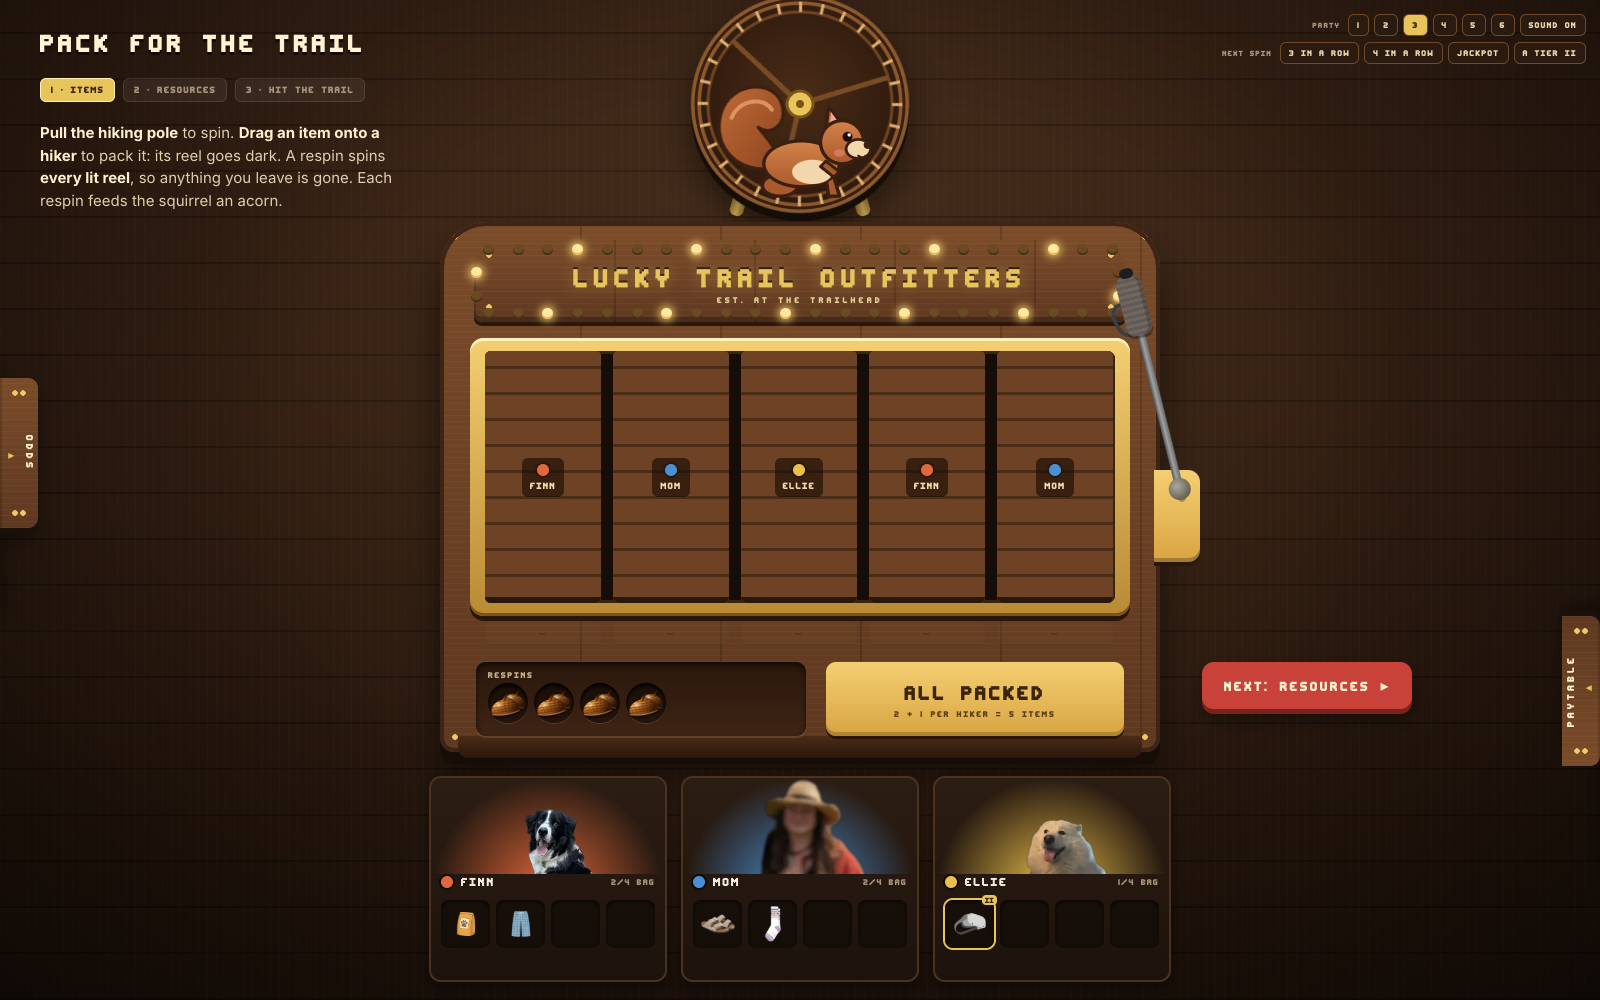 PACK FOR THE TRAIL
1 · ITEMS
2 · RESOURCES
3 · HIT THE TRAIL
Pull the hiking pole to spin. Drag an item onto a
hiker to pack it: its reel goes dark. A respin spins
every lit reel, so anything you leave is gone. Each
respin feeds the squirrel an acorn.
PARTY
1
2
3
4
5
6
SOUND ON
NEXT SPIN
3 IN A ROW
4 IN A ROW
JACKPOT
A TIER II
LUCKY TRAIL OUTFITTERS
EST. AT THE TRAILHEAD
ODDS
FINN
MOM
ELLIE
FINN
MOM
RESPINS
ALL PACKED
2 + 1 PER HIKER = 5 ITEMS
NEXT: RESOURCES ▶
PAYTABLE
FINN
2/4 BAG
MOM
2/4 BAG
ELLIE
1/4 BAG